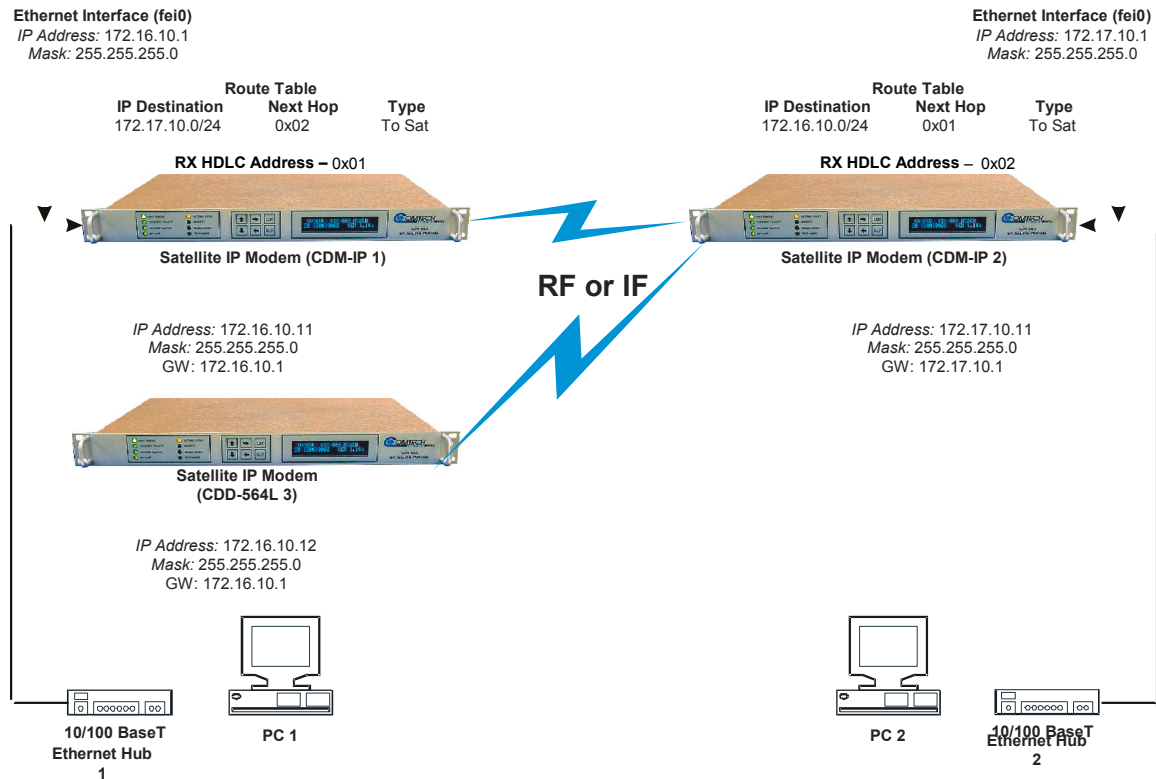 Ethernet Interface (fei0)
IP Address: 172.16.10.1
Mask: 255.255.255.0
Ethernet Interface (fei0)
IP Address: 172.17.10.1
Mask: 255.255.255.0
Route Table
IP Destination Next Hop Type
172.17.10.0/24 0x02 To Sat
Route Table
IP Destination Next Hop Type
172.16.10.0/24 0x01 To Sat
RX HDLC Address – 0x01
RX HDLC Address – 0x02
Satellite IP Modem (CDM-IP 1)
Satellite IP Modem (CDM-IP 2)
RF or IF
IP Address: 172.16.10.11
Mask: 255.255.255.0
GW: 172.16.10.1
IP Address: 172.17.10.11
Mask: 255.255.255.0
GW: 172.17.10.1
Satellite IP Modem
(CDD-564L 3)
IP Address: 172.16.10.12
Mask: 255.255.255.0
GW: 172.16.10.1
10/100 BaseT
Ethernet Hub
1
PC 1
PC 2
10/100 BaseT
Ethernet Hub
2